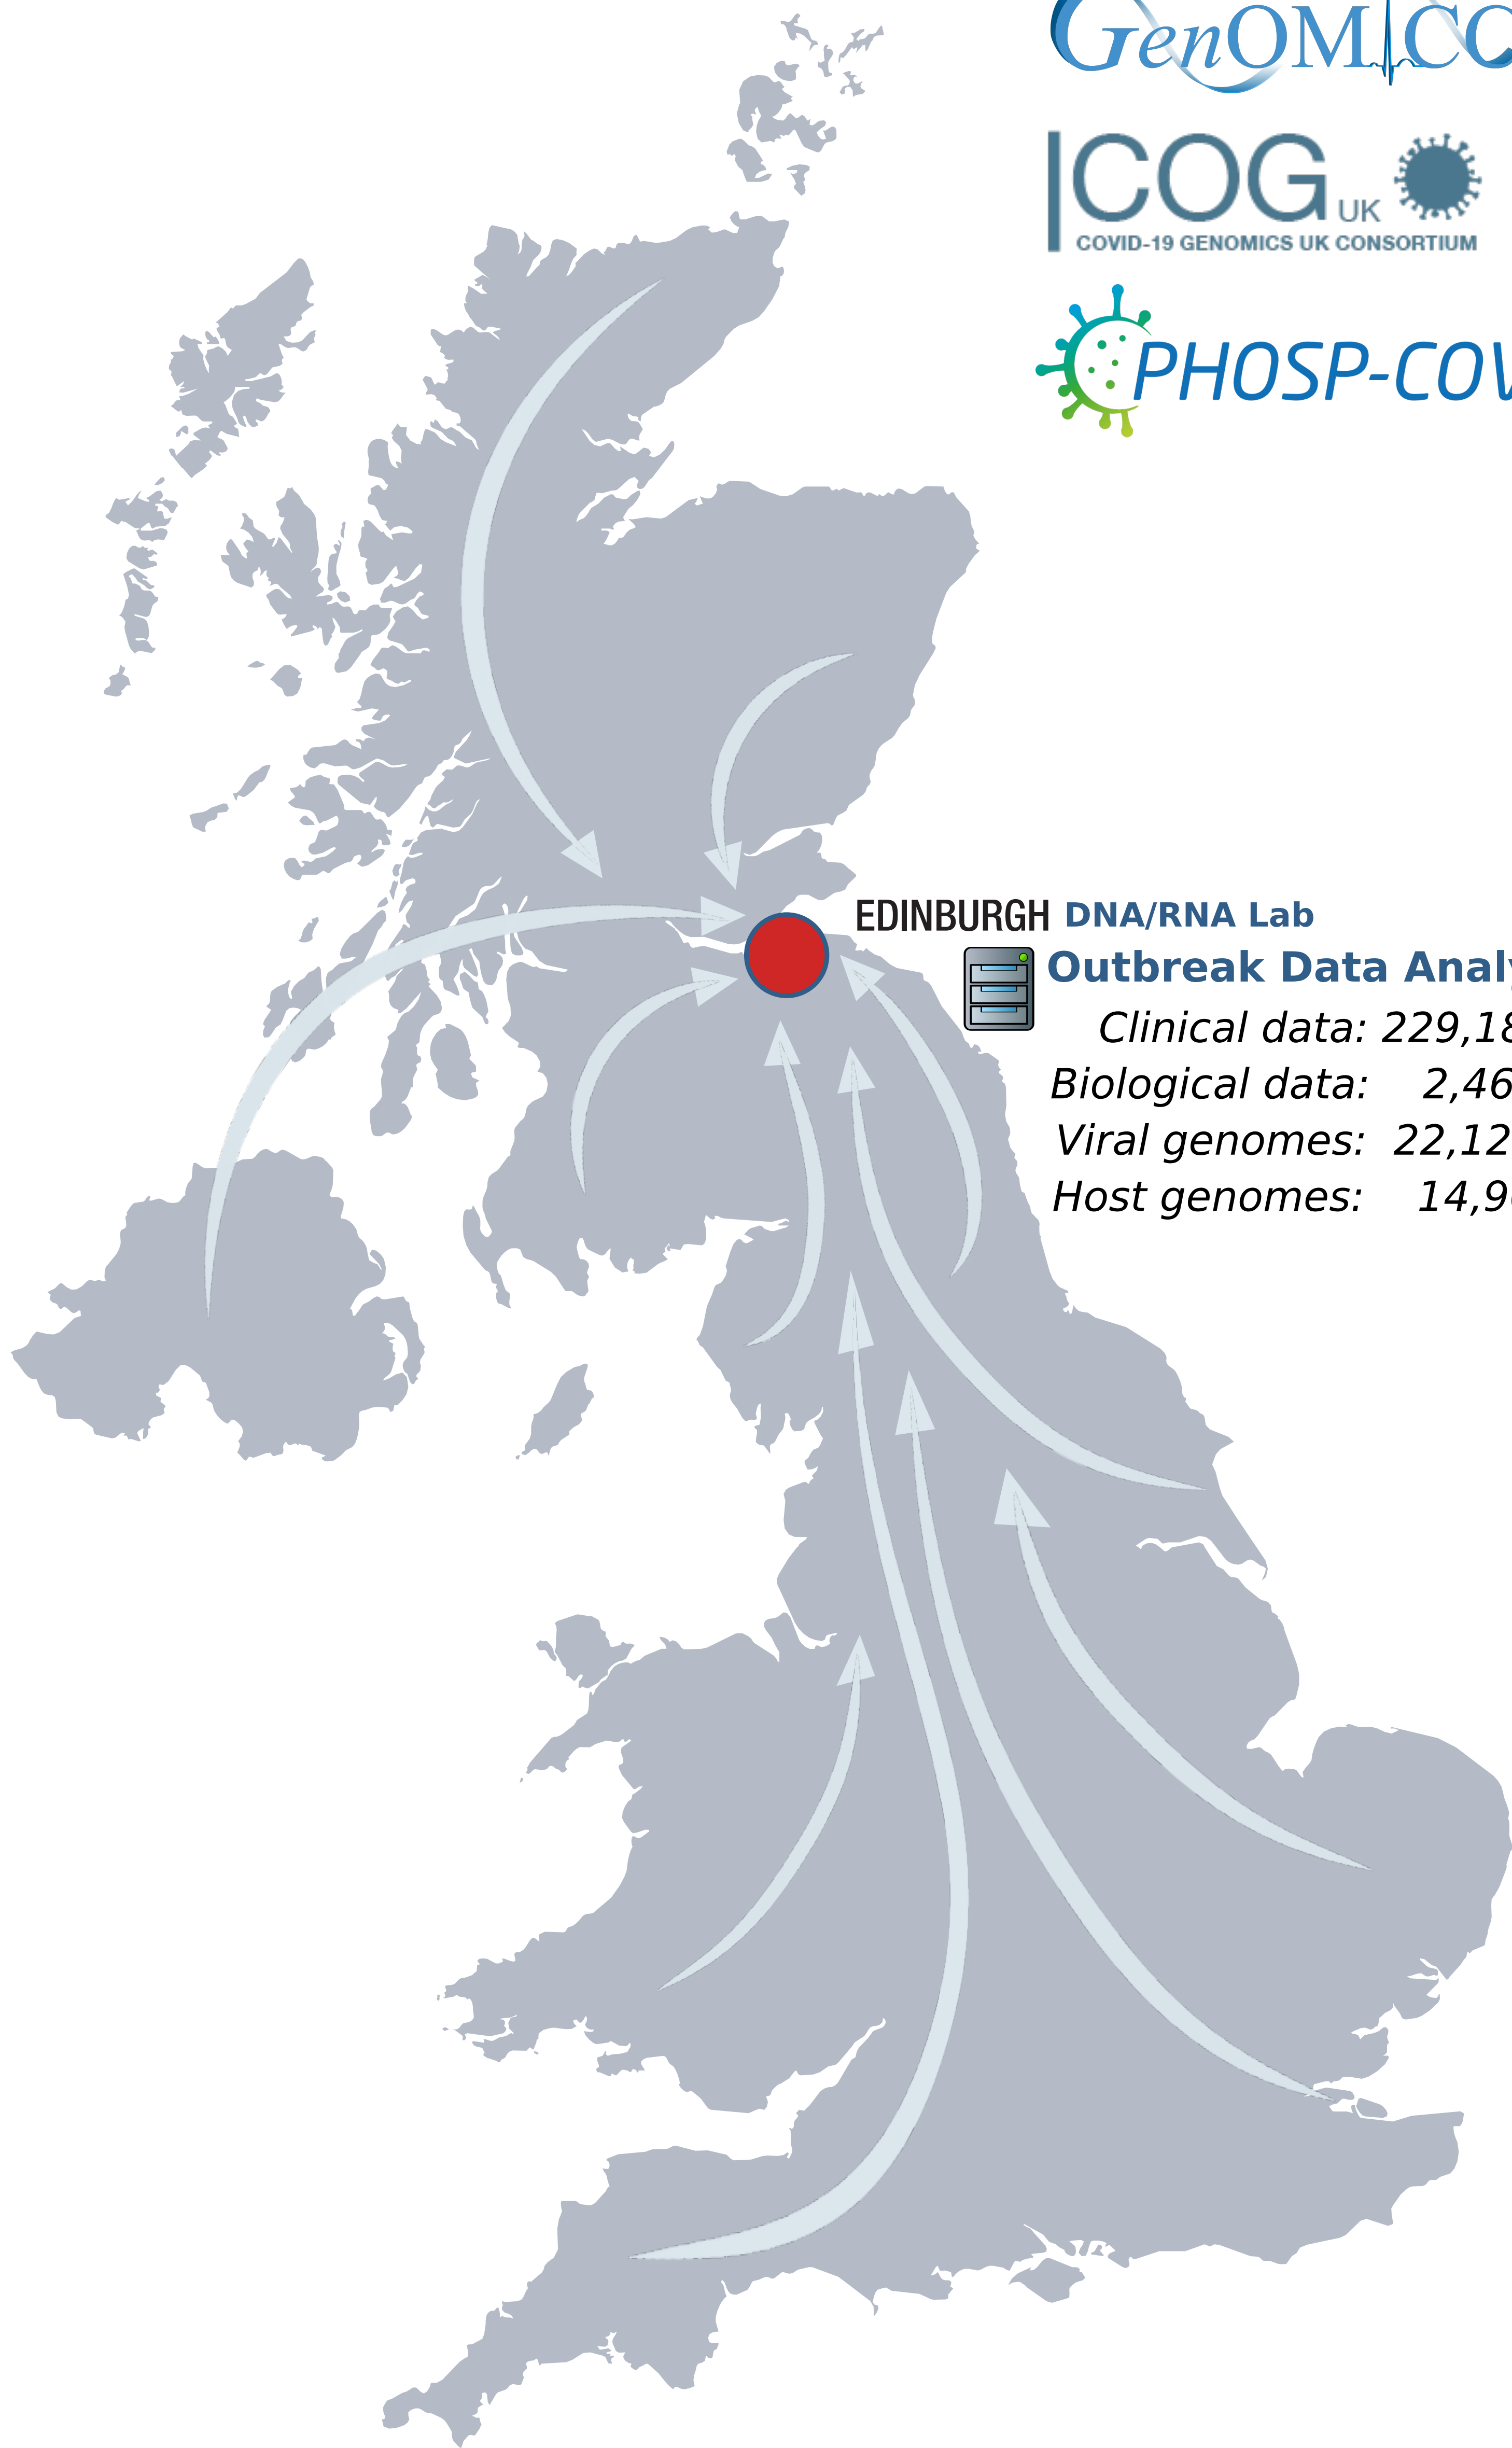 GenOMICC
COG UK
COVID-19 GENOMICS UK CONSORTIUM
PHOSP-COV
EDINBURGH DNA/RNA Lab
Outbreak Data Analy
Clinical data: 229,18
Biological data: 2,46
Viral genomes: 22,12
Host genomes: 14,9